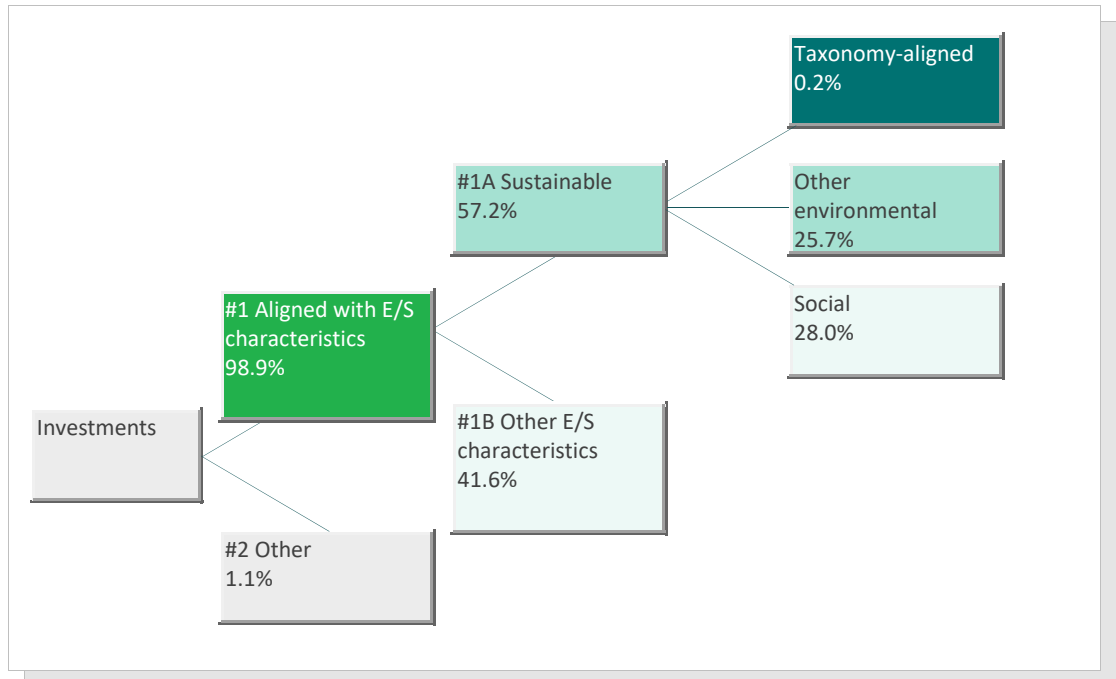 Investments
#1 Aligned with E/S
characteristics
98.9%
#2 Other
1.1%
#1A Sustainable
57.2%
#1B Other E/S
characteristics
41.6%
Taxonomy-aligned
0.2%
Other
environmental
25.7%
Social
28.0%